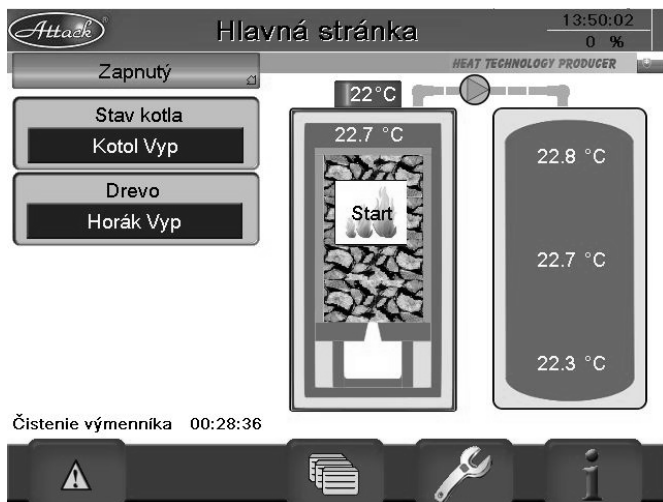 Attack
Hlavná stránka
13:50:02
0 %
HEAT TECHNOLOGY PRODUCER
Zapnutý
Stav kotla
Kotol Vyp
Drevo
Horák Vyp
22°C
22.7 °C
Start
22.8 °C
22.7 °C
22.3 °C
Čistenie výmenníka 00:28:36